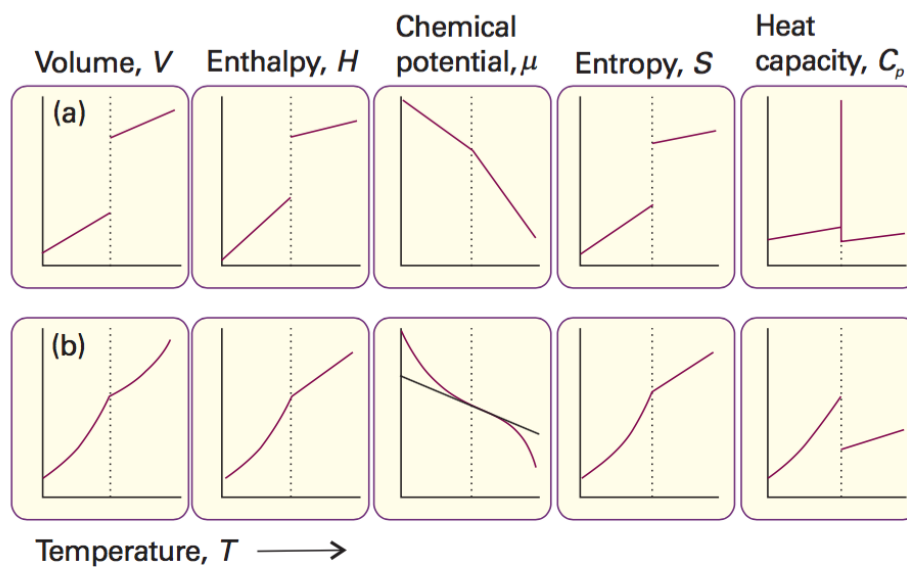 Volume, V
Enthalpy, H
Chemical
potential, μ
Entropy, S
Heat
capacity, Cₚ
(a)
(b)
Temperature, T